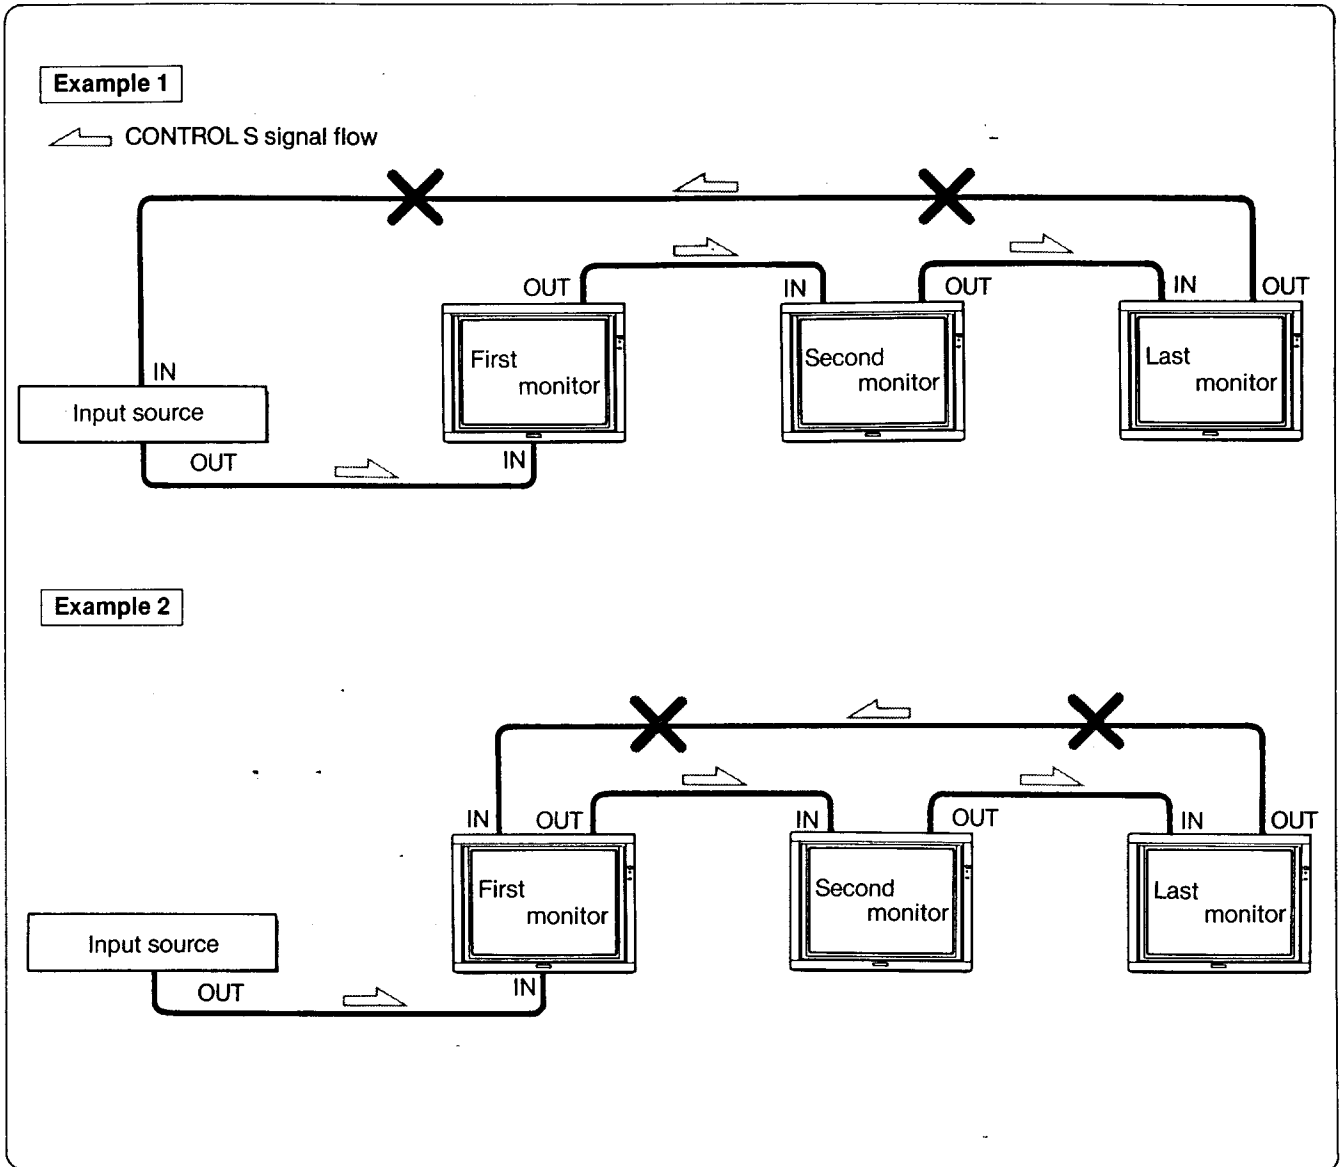 Example 1
CONTROL S signal flow
OUT
IN
OUT
IN
OUT
IN
First
monitor
Second
monitor
Last
monitor
Input source
OUT
IN
Example 2
IN
OUT
IN
OUT
IN
OUT
First
monitor
Second
monitor
Last
monitor
Input source
OUT
IN